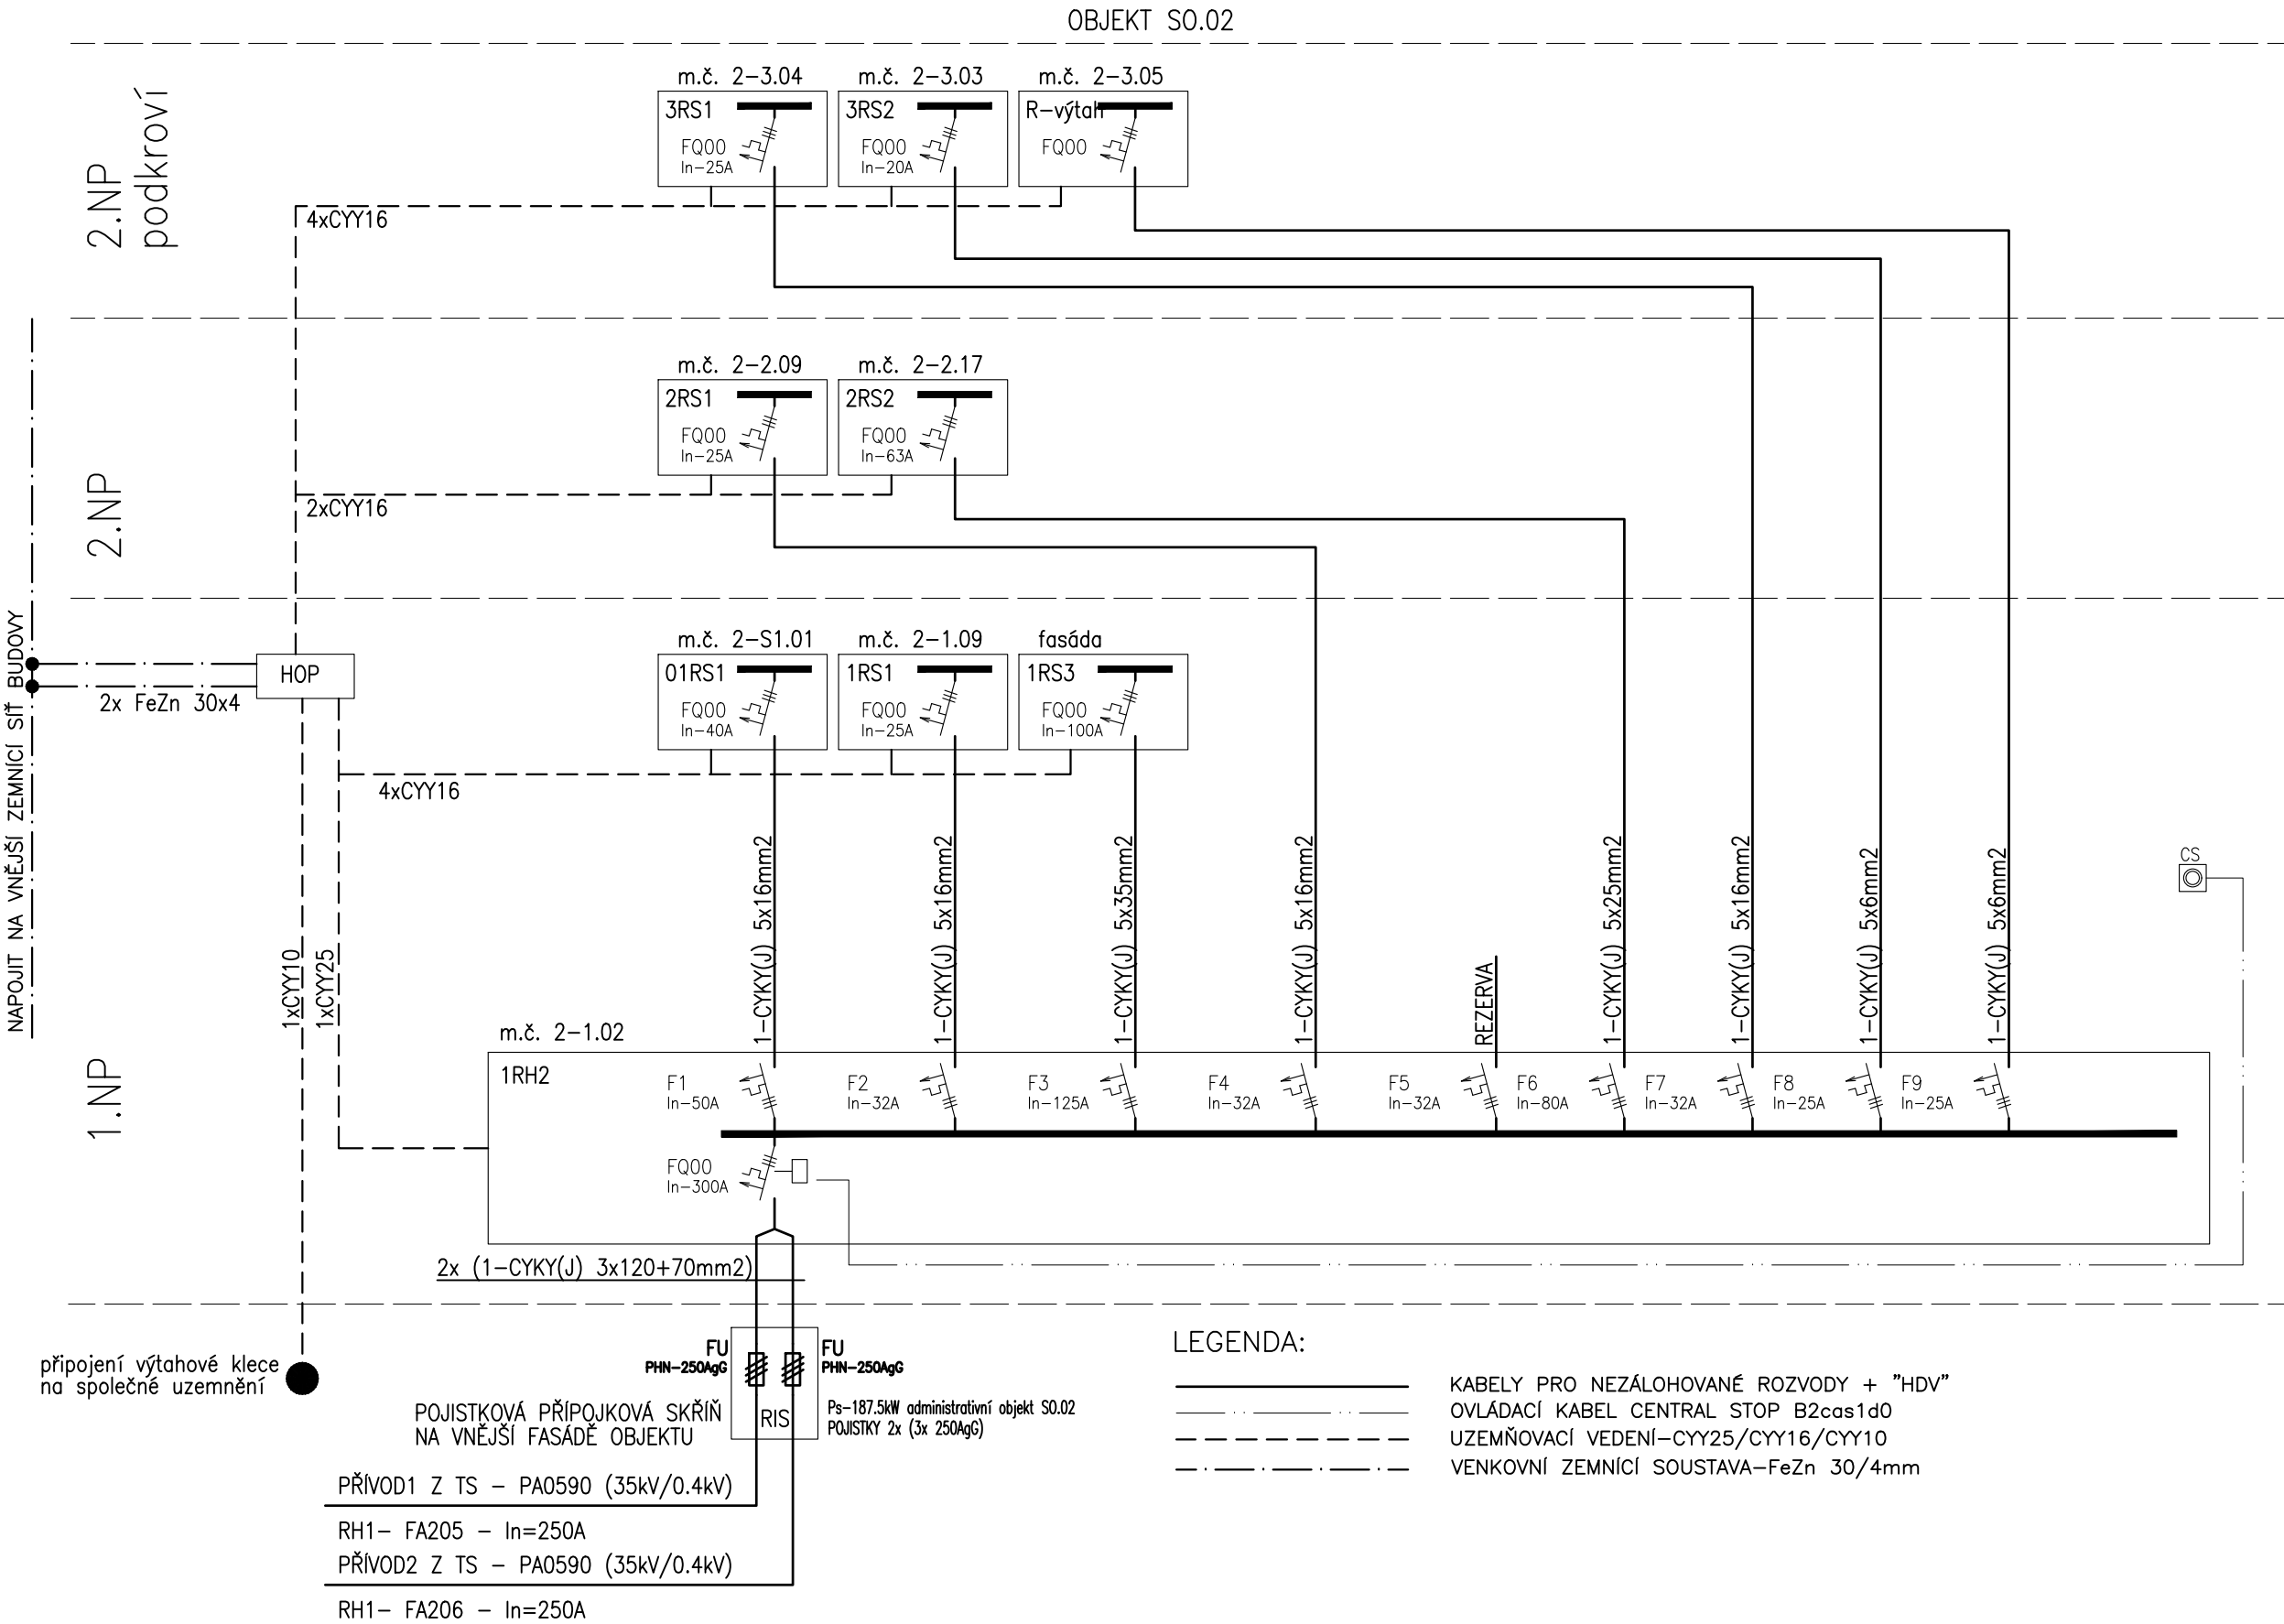 OBJEKT SO.02
2.NP
podkroví
m.č. 2-3.04
3RS1
FQ00
In-25A
m.č. 2-3.03
3RS2
FQ00
In-20A
m.č. 2-3.05
R-výtah
FQ00
4xCYY16
2.NP
m.č. 2-2.09
2RS1
FQ00
In-25A
m.č. 2-2.17
2RS2
FQ00
In-63A
2xCYY16
NAPOJIT NA VNĚJŠÍ ZEMNÍCÍ SÍŤ BUDOVY
HOP
2x FeZn 30x4
m.č. 2-S1.01
01RS1
FQ00
In-40A
m.č. 2-1.09
1RS1
FQ00
In-25A
fasáda
1RS3
FQ00
In-100A
4xCYY16
1xCYY10
1xCYY25
1-CYKY(J) 5x16mm2
1-CYKY(J) 5x16mm2
1-CYKY(J) 5x35mm2
1-CYKY(J) 5x16mm2
REZERVA
1-CYKY(J) 5x25mm2
1-CYKY(J) 5x16mm2
1-CYKY(J) 5x6mm2
1-CYKY(J) 5x6mm2
CS
1.NP
m.č. 2-1.02
1RH2
F1
In-50A
F2
In-32A
F3
In-125A
F4
In-32A
F5
In-32A
F6
In-80A
F7
In-32A
F8
In-25A
F9
In-25A
FQ00
In-300A
2x (1-CYKY(J) 3x120+70mm2)
připojení výtahové klece
na společné uzemnění
FU
PHN-250AgG
FU
PHN-250AgG
POJISTKOVÁ PŘÍPOJKOVÁ SKŘÍŇ
NA VNĚJŠÍ FASÁDĚ OBJEKTU
RIS
Ps-187.5kW administrativní objekt SO.02
POJISTKY 2x (3x 250AgG)
PŘÍVOD1 Z TS - PA0590 (35kV/0.4kV)
RH1- FA205 - In=250A
PŘÍVOD2 Z TS - PA0590 (35kV/0.4kV)
RH1- FA206 - In=250A
LEGENDA:
KABELY PRO NEZÁLOHOVANÉ ROZVODY + "HDV"
OVLÁDACÍ KABEL CENTRAL STOP B2cas1d0
UZEMŇOVACÍ VEDENÍ-CYY25/CYY16/CYY10
VENKOVNÍ ZEMNÍCÍ SOUSTAVA-FeZn 30/4mm